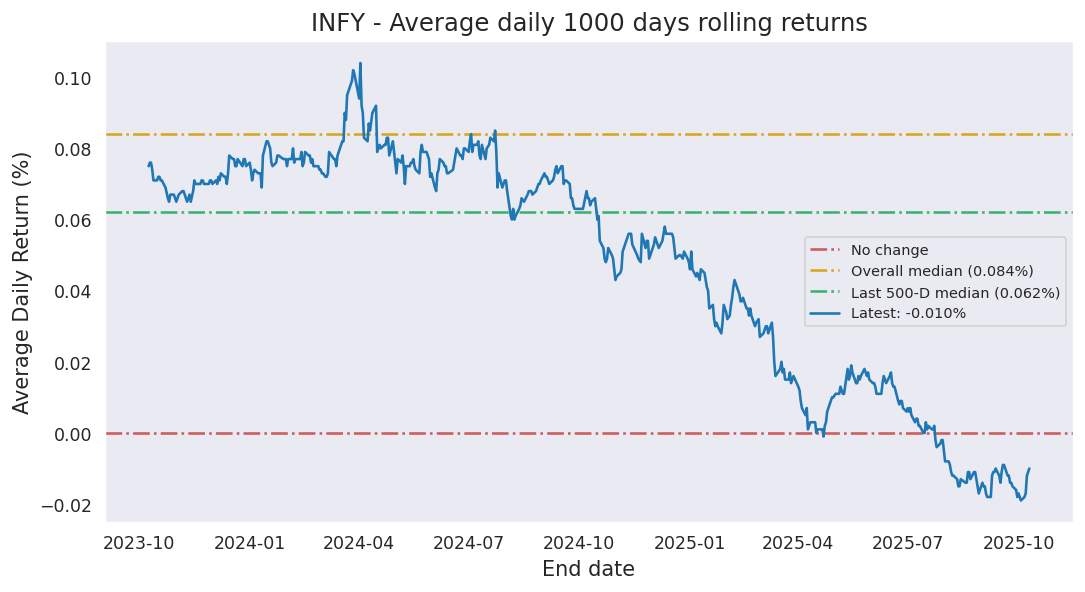 INFY - Average daily 1000 days rolling returns
Average Daily Return (%)
0.10
0.08
0.06
0.04
0.02
0.00
−0.02
No change
Overall median (0.084%)
Last 500-D median (0.062%)
Latest: -0.010%
2023-10 2024-01 2024-04 2024-07 2024-10 2025-01 2025-04 2025-07 2025-10
End date